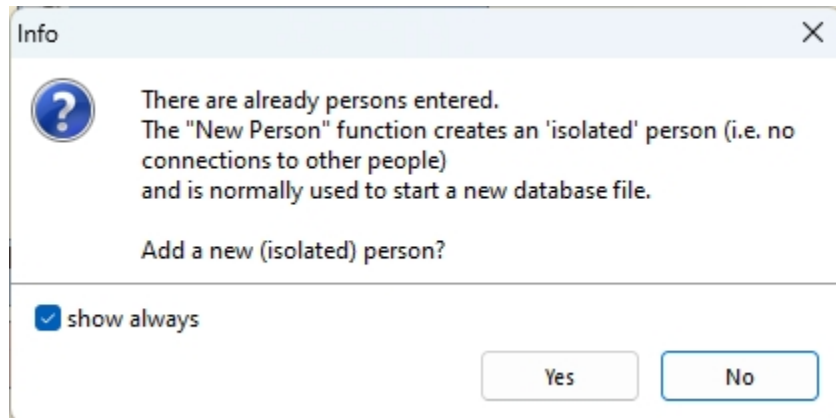 Info
There are already persons entered.
The "New Person" function creates an 'isolated' person (i.e. no
connections to other people)
and is normally used to start a new database file.
Add a new (isolated) person?
show always
Yes
No